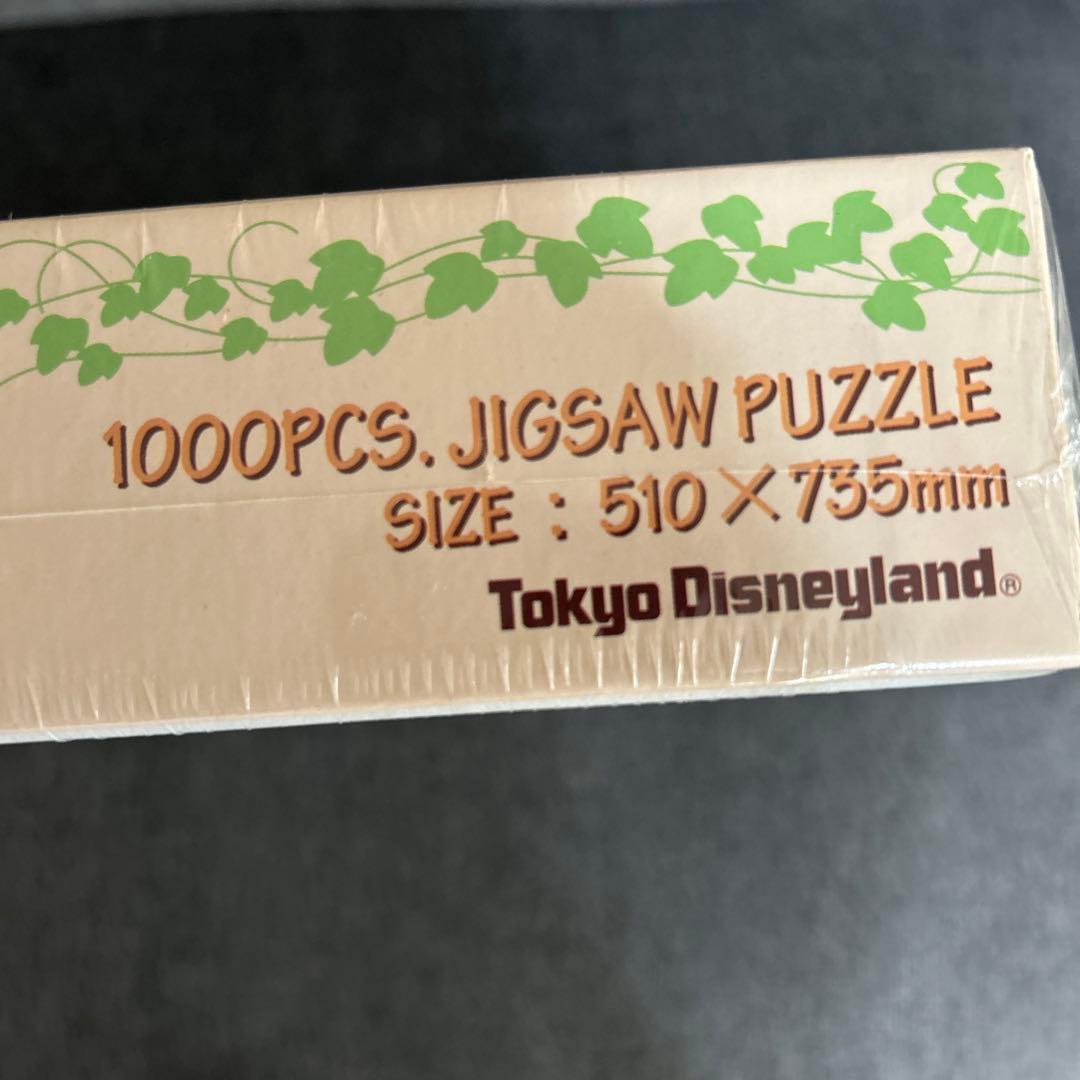 1000PCS. JIGSAW PUZZLE
SIZE : 510×735mm
Tokyo Disneyland®